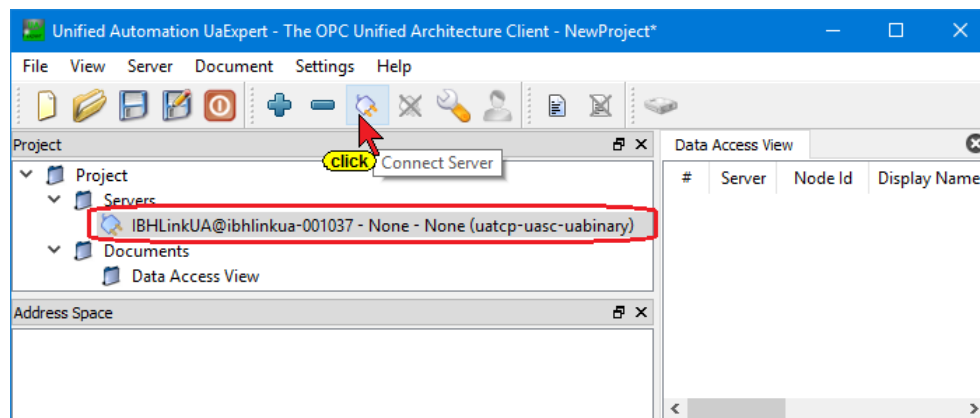 Unified Automation UaExpert - The OPC Unified Architecture Client - NewProject*
File View Server Document Settings Help
Project
Data Access View
click
Connect Server
# Server Node Id Display Name
Project
Servers
IBHLinkUA@ibhlinkua-001037 - None - None (uatcp-uasc-uabinary)
Documents
Data Access View
Address Space